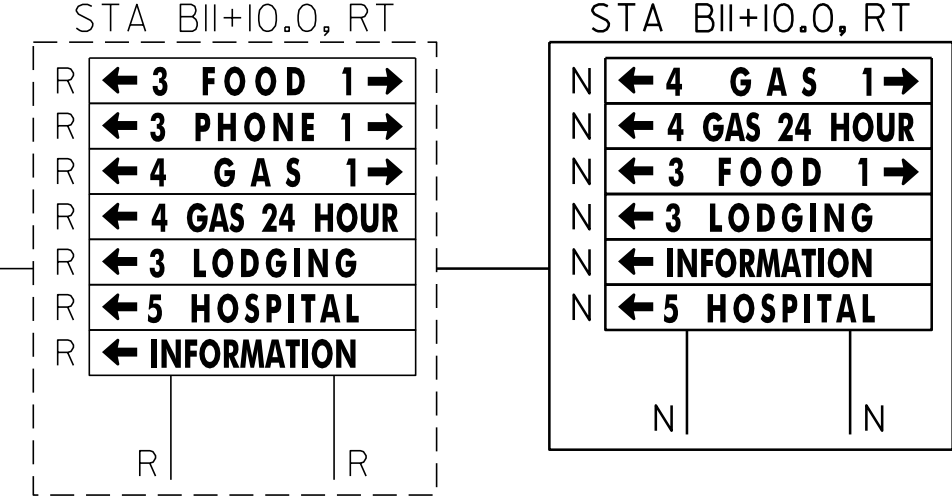 STA B11+10.0, RT
R ← 3 FOOD 1 →
R ← 3 PHONE 1 →
R ← 4 GAS 1 →
R ← 4 GAS 24 HOUR
R ← 3 LODGING
R ← 5 HOSPITAL
R ← INFORMATION
R R
STA B11+10.0, RT
N ← 4 GAS 1 →
N ← 4 GAS 24 HOUR
N ← 3 FOOD 1 →
N ← 3 LODGING
N ← INFORMATION
N ← 5 HOSPITAL
N N